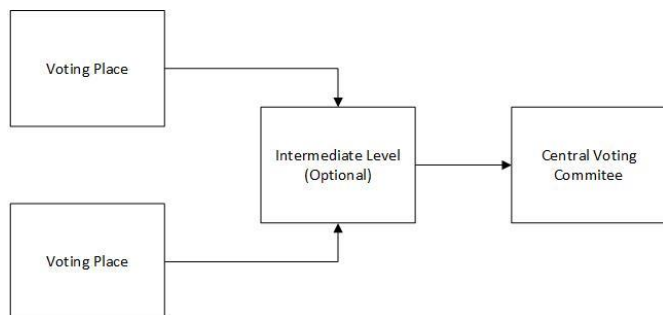 Voting Place
Intermediate Level
(Optional)
Central Voting
Commitee
Voting Place